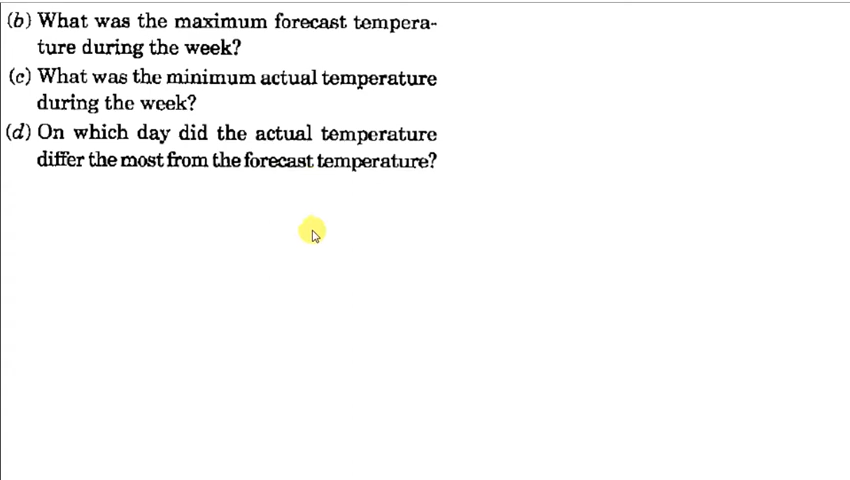 (b) What was the maximum forecast tempera-
ture during the week?
(c) What was the minimum actual temperature
during the week?
(d) On which day did the actual temperature
differ the most from the forecast temperature?